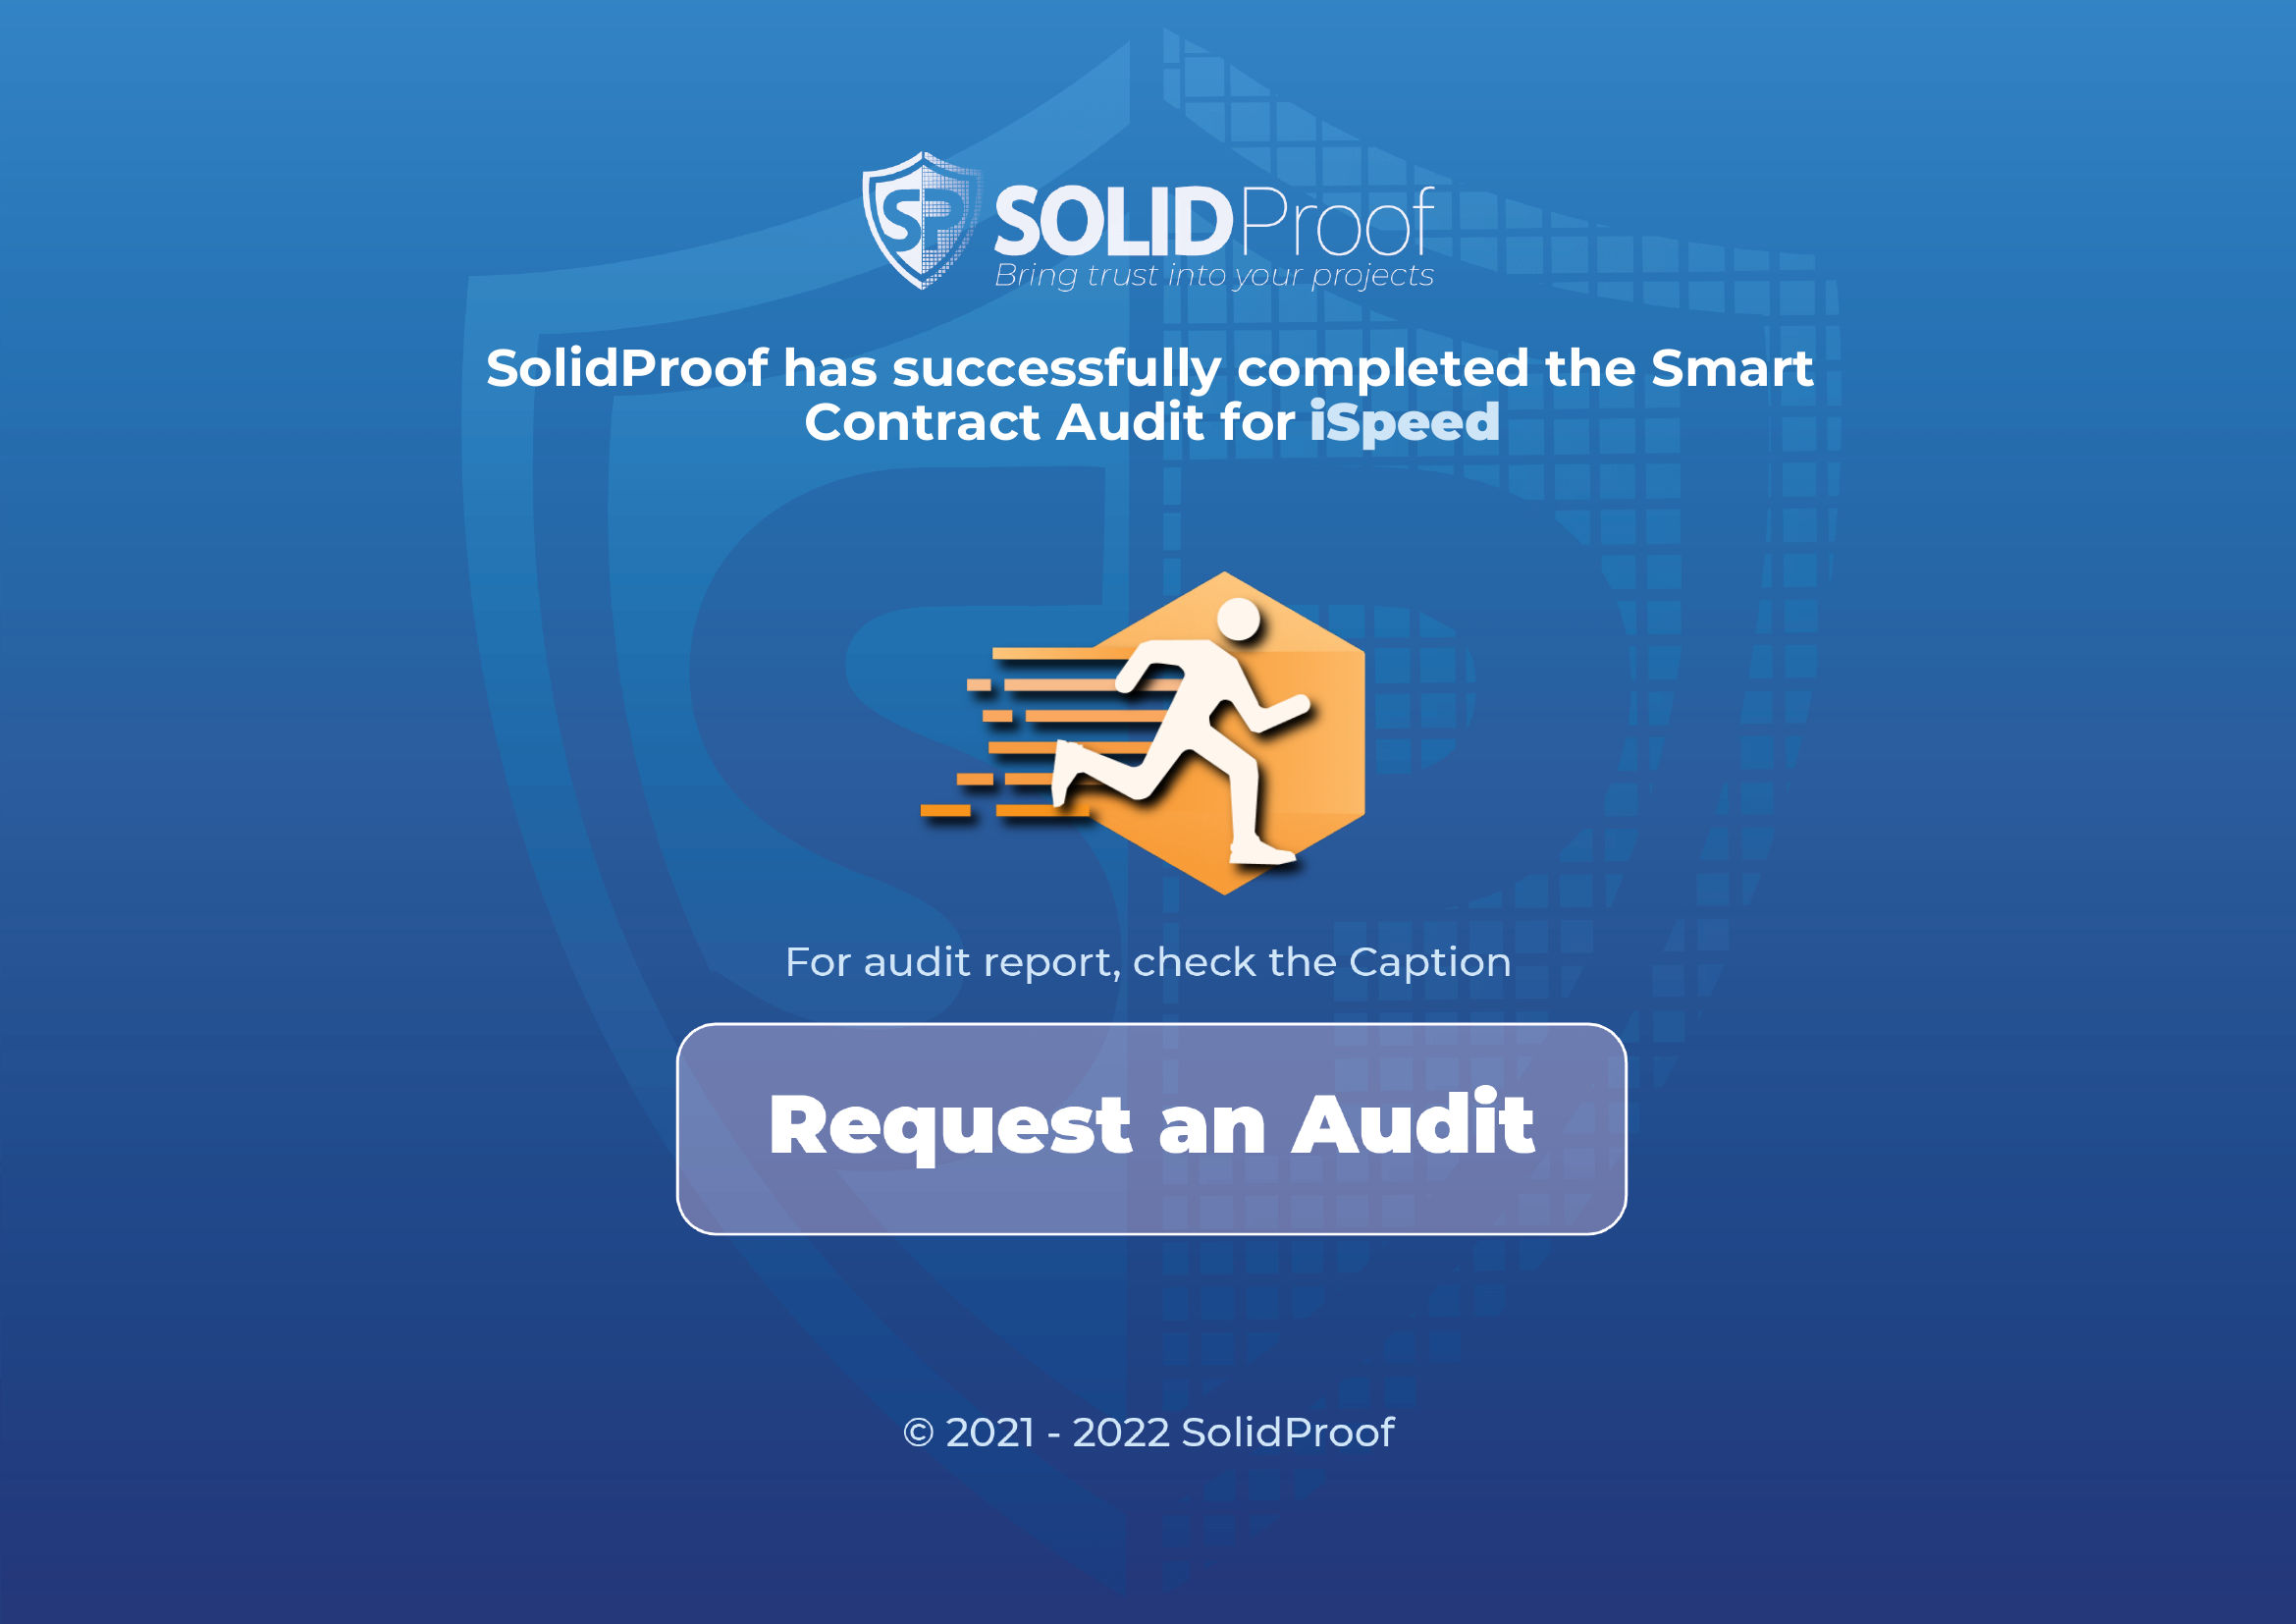 SP SOLIDProof
Bring trust into your projects
SolidProof has successfully completed the Smart
Contract Audit for iSpeed
For audit report, check the Caption
Request an Audit
© 2021 - 2022 SolidProof